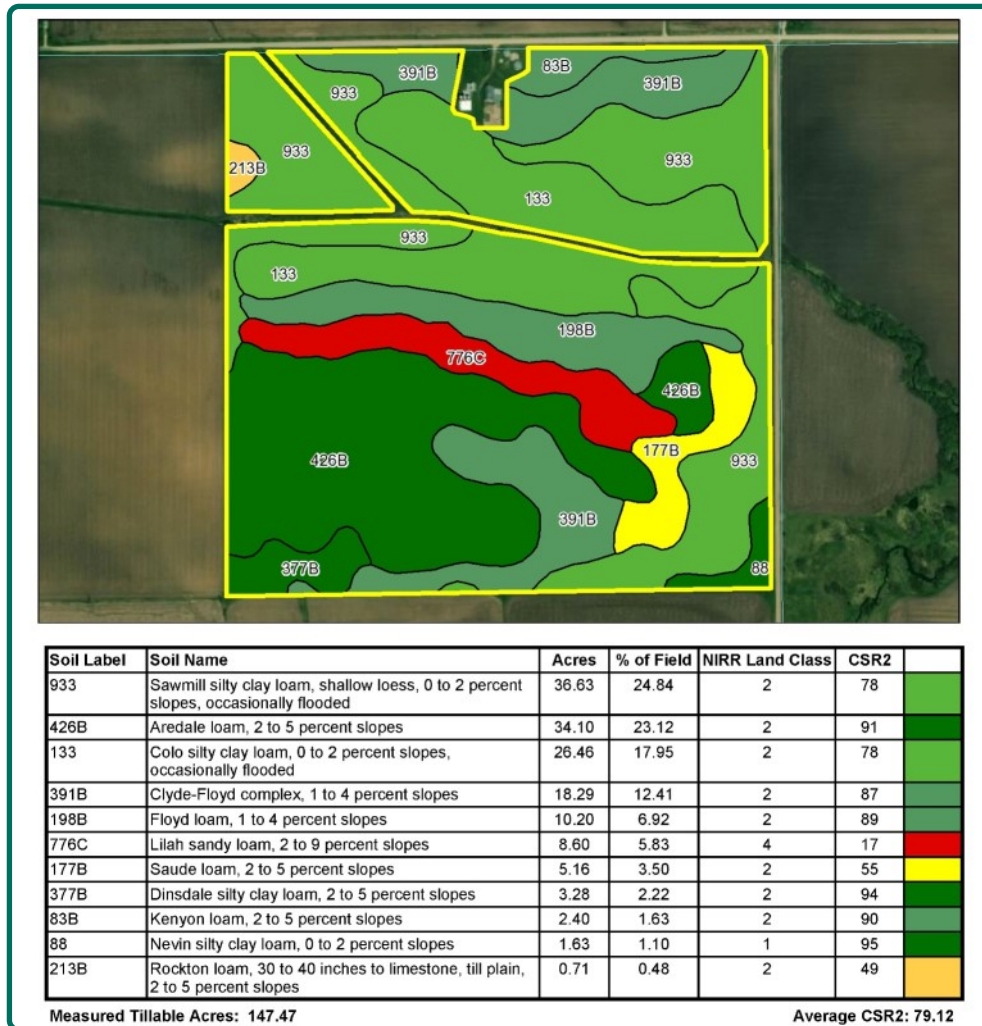 391B
83B
391B
933
213B
933
933
133
933
133
198B
776C
426B
177B
426B
933
391B
377B
88
Soil Label Soil Name Acres % of Field NIRR Land Class CSR2
933 Sawmill silty clay loam, shallow loess, 0 to 2 percent 36.63 24.84 2 78
slopes, occasionally flooded
426B Aredale loam, 2 to 5 percent slopes 34.10 23.12 2 91
133 Colo silty clay loam, 0 to 2 percent slopes, 26.46 17.95 2 78
occasionally flooded
391B Clyde-Floyd complex, 1 to 4 percent slopes 18.29 12.41 2 87
198B Floyd loam, 1 to 4 percent slopes 10.20 6.92 2 89
776C Lilah sandy loam, 2 to 9 percent slopes 8.60 5.83 4 17
177B Saude loam, 2 to 5 percent slopes 5.16 3.50 2 55
377B Dinsdale silty clay loam, 2 to 5 percent slopes 3.28 2.22 2 94
83B Kenyon loam, 2 to 5 percent slopes 2.40 1.63 2 90
88 Nevin silty clay loam, 0 to 2 percent slopes 1.63 1.10 1 95
213B Rockton loam, 30 to 40 inches to limestone, till plain, 0.71 0.48 2 49
2 to 5 percent slopes
Measured Tillable Acres: 147.47 Average CSR2: 79.12